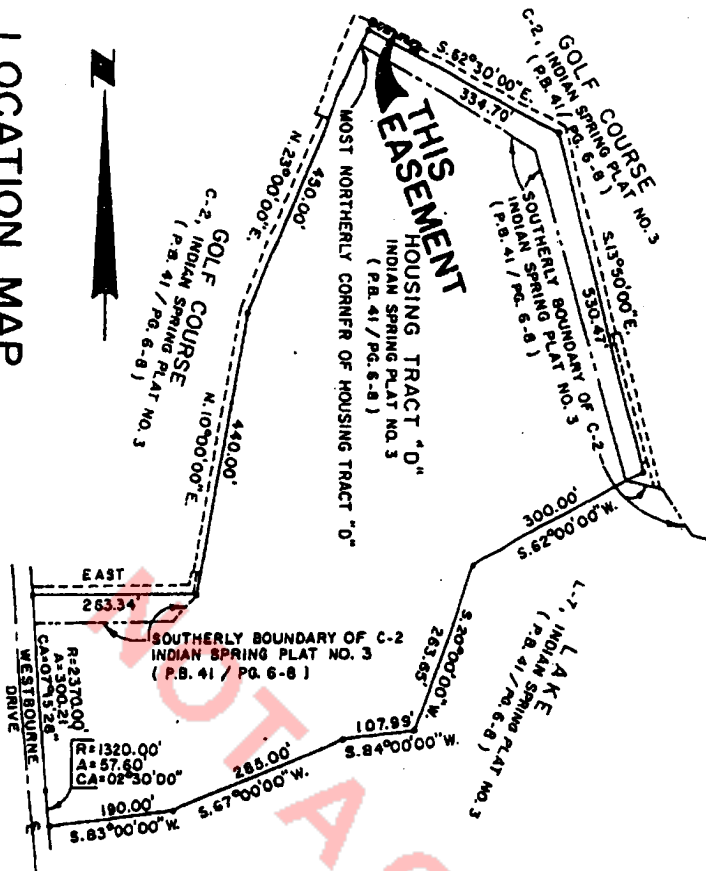 GOLF COURSE
C-2, INDIAN SPRING PLAT NO. 3
( P.B. 41 / PG. 6-8 )
S.62°30'00"E.
334.70'
THIS
EASEMENT
MOST NORTHERLY CORNER OF HOUSING TRACT "D"
HOUSING TRACT "D"
INDIAN SPRING PLAT NO. 3
( P.B. 41 / PG. 6-8 )
SOUTHERLY BOUNDARY OF C-2
INDIAN SPRING PLAT NO. 3
( P.B. 41 / PG. 6-8 )
S.13°50'00"E.
530.47'
N.23°00'00"E.
450.00'
GOLF COURSE
C-2, INDIAN SPRING PLAT NO. 3
( P.B. 41 / PG. 6-8 )
N.10°00'00"E.
440.00'
300.00'
S.62°00'00"W.
LAKE
L-7, INDIAN SPRING PLAT NO. 3
( P.B. 41 / PG. 6-8 )
S.20°00'00"W.
263.65'
EAST
263.34'
SOUTHERLY BOUNDARY OF C-2
INDIAN SPRING PLAT NO. 3
( P.B. 41 / PG. 6-8 )
107.99'
S.84°00'00"W.
285.00'
S.67°00'00"W.
190.00'
S.83°00'00"W.
R=2370.00'
A=300.21'
CA=07°15'28"
R=1320.00'
A=57.60'
CA=02°30'00"
WESTBOURNE
DRIVE
LOCATION MAP
N
NOT A C